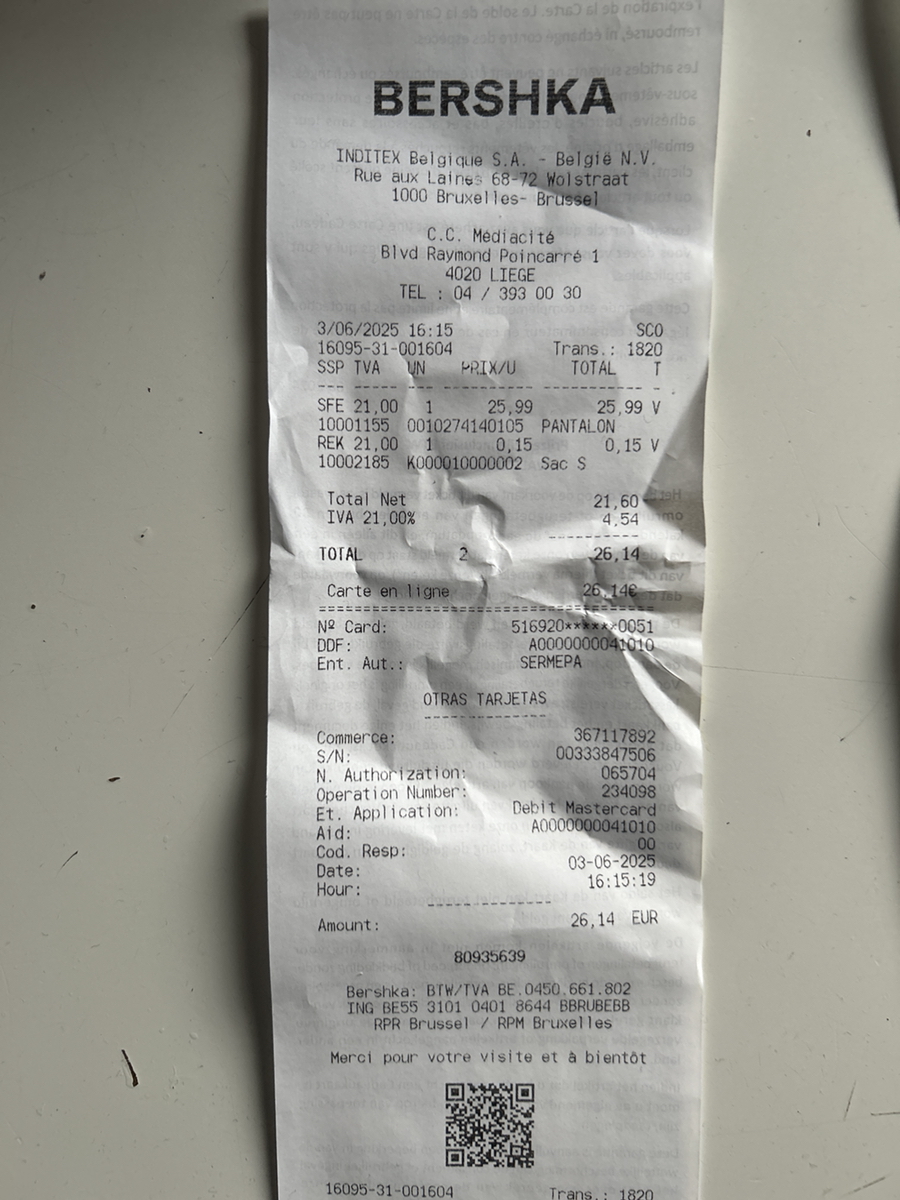 BERSHKA
INDITEX Belgique S.A. - België N.V.
Rue aux Laines 68-72 Wolstraat
1000 Bruxelles- Brussel
C.C. Médiacité
Blvd Raymond Poincarré 1
4020 LIEGE
TEL : 04 / 393 00 30
3/06/2025 16:15 SCO
16095-31-001604 Trans.: 1820
SSP TVA UN PRIX/U TOTAL T
--- ----- -- ----------- ----------- -
SFE 21,00 1 25,99 25,99 V
10001155 0010274140105 PANTALON
REK 21,00 1 0,15 0,15 V
10002185 K000010000002 Sac S
Total Net 21,60
IVA 21,00% 4,54
----------
TOTAL 2 26,14
Carte en ligne 26,14€
======================================
Nº Card: 516920******0051
DDF: A0000000041010
Ent. Aut.: SERMEPA
OTRAS TARJETAS
--------------
Commerce: 367117892
S/N: 00333847506
N. Authorization: 065704
Operation Number: 234098
Et. Application: Debit Mastercard
Aid: A0000000041010
Cod. Resp: 00
Date: 03-06-2025
Hour: 16:15:19
--------------
Amount: 26,14 EUR
80935639
Bershka: BTW/TVA BE.0450.661.802
ING BE55 3101 0401 8644 BBRUBEBB
RPR Brussel / RPM Bruxelles
Merci pour votre visite et à bientôt
16095-31-001604 Trans.: 1820